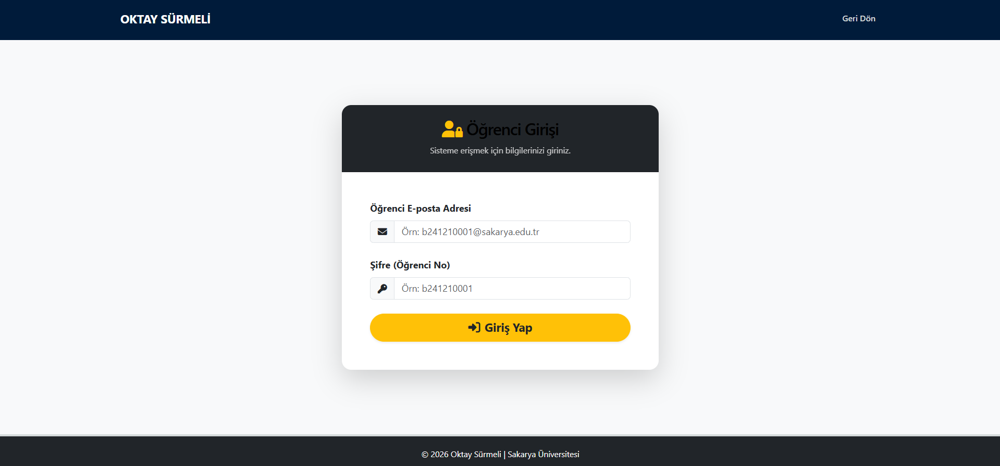 OKTAY SÜRMELİ
Geri Dön
Öğrenci Girişi
Sisteme erişmek için bilgilerinizi giriniz.
Öğrenci E-posta Adresi
Örn: b241210001@sakarya.edu.tr
Şifre (Öğrenci No)
Örn: b241210001
Giriş Yap
© 2026 Oktay Sürmeli | Sakarya Üniversitesi